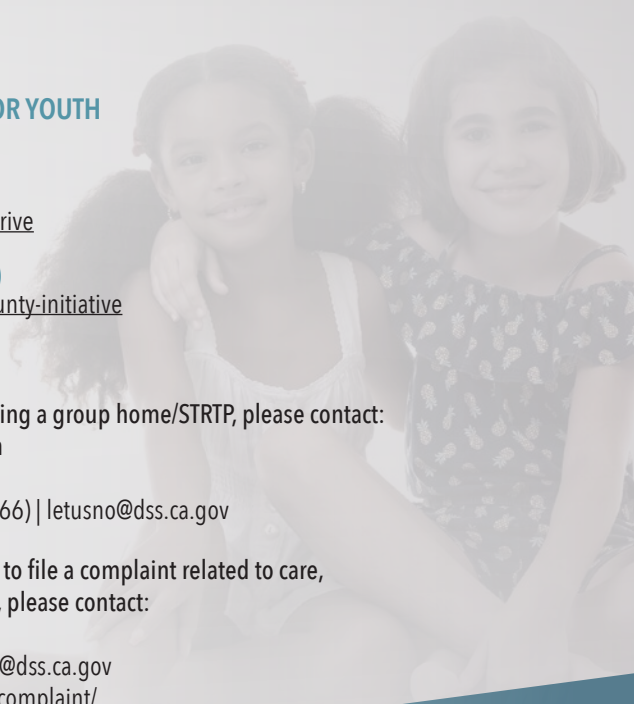 OR YOUTH
rive
)
unty-initiative
ing a group home/STRTP, please contact:
66) | letusno@dss.ca.gov
to file a complaint related to care,
, please contact:
@dss.ca.gov
complaint/